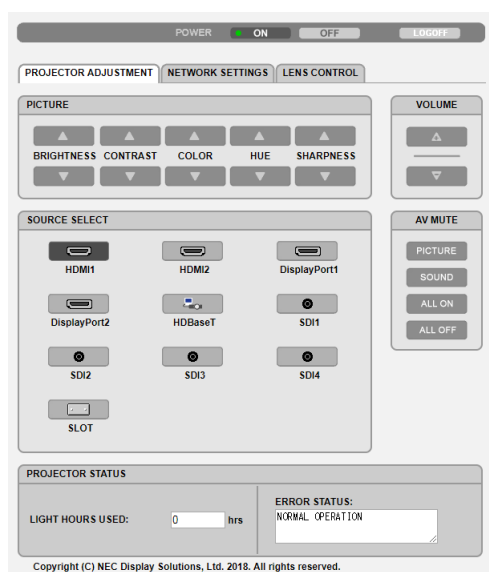 POWER ON OFF LOGOFF
PROJECTOR ADJUSTMENT NETWORK SETTINGS LENS CONTROL
PICTURE
BRIGHTNESS CONTRAST COLOR HUE SHARPNESS
VOLUME
SOURCE SELECT
HDMI1 HDMI2 DisplayPort1
DisplayPort2 HDBaseT SDI1
SDI2 SDI3 SDI4
SLOT
AV MUTE
PICTURE
SOUND
ALL ON
ALL OFF
PROJECTOR STATUS
LIGHT HOURS USED: 0 hrs
ERROR STATUS:
NORMAL OPERATION
Copyright (C) NEC Display Solutions, Ltd. 2018. All rights reserved.